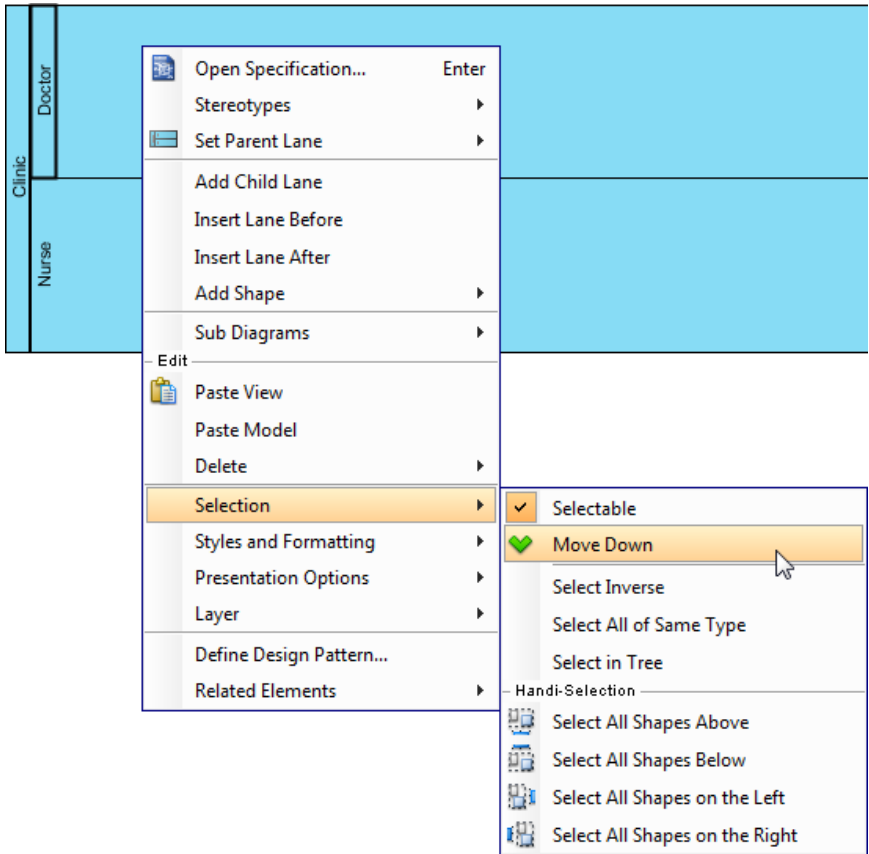 Clinic
Doctor
Nurse
Open Specification... Enter
Stereotypes
Set Parent Lane
Add Child Lane
Insert Lane Before
Insert Lane After
Add Shape
Sub Diagrams
Edit
Paste View
Paste Model
Delete
Selection
Styles and Formatting
Presentation Options
Layer
Define Design Pattern...
Related Elements
Selectable
Move Down
Select Inverse
Select All of Same Type
Select in Tree
Handi-Selection
Select All Shapes Above
Select All Shapes Below
Select All Shapes on the Left
Select All Shapes on the Right